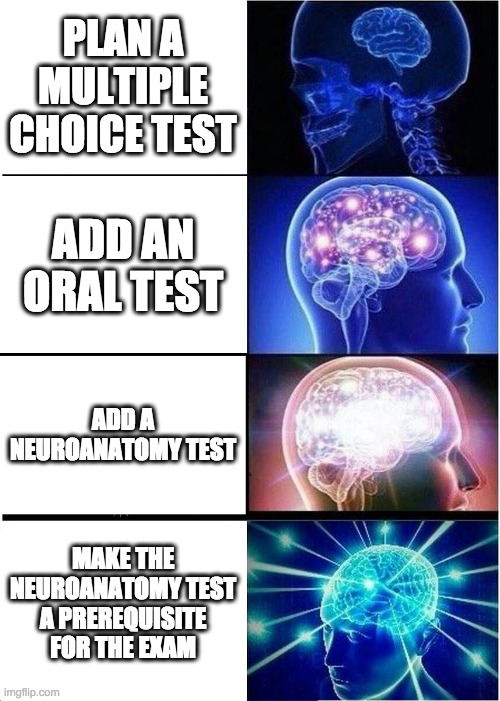 PLAN A
MULTIPLE
CHOICE TEST
ADD AN
ORAL TEST
ADD A
NEUROANATOMY TEST
MAKE THE
NEUROANATOMY TEST
A PREREQUISITE
FOR THE EXAM
imgflip.com